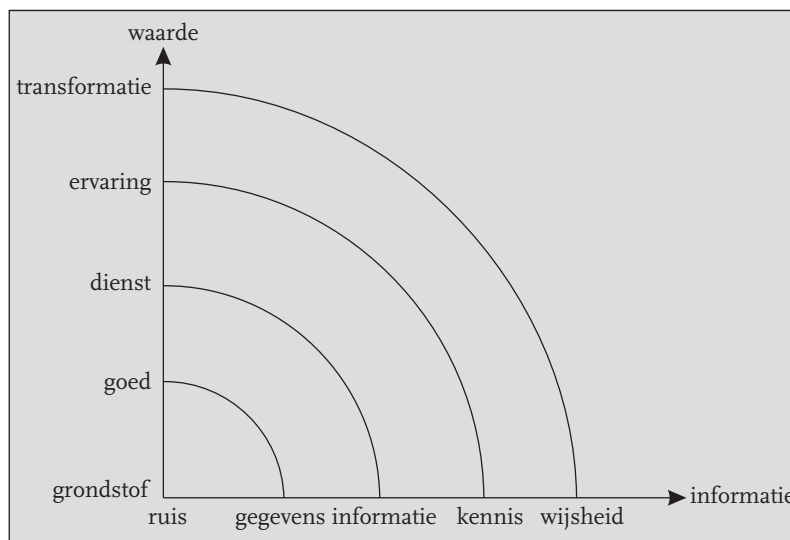 waarde
transformatie
ervaring
dienst
goed
grondstof
informatie
ruis gegevens informatie kennis wijsheid